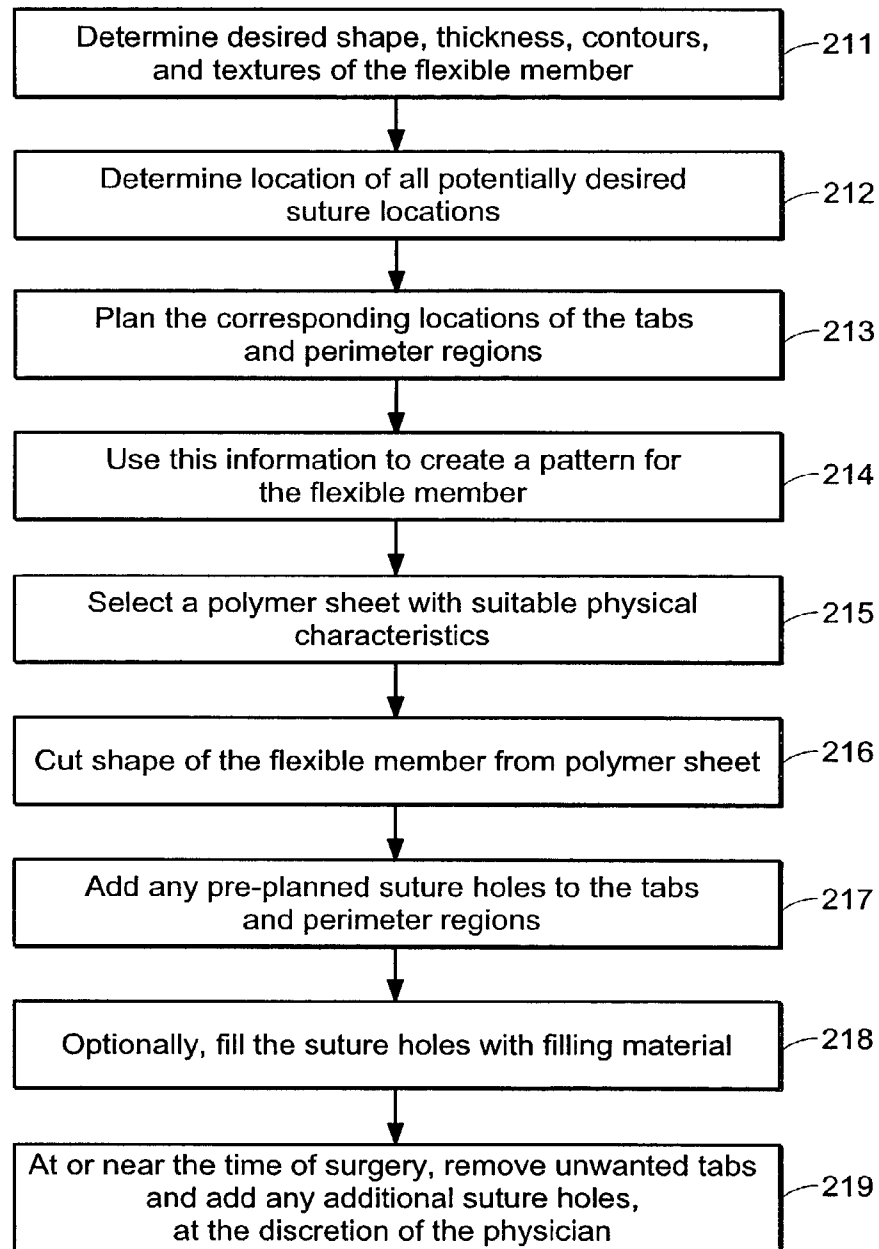 Determine desired shape, thickness, contours,
and textures of the flexible member
211
Determine location of all potentially desired
suture locations
212
Plan the corresponding locations of the tabs
and perimeter regions
213
Use this information to create a pattern for
the flexible member
214
Select a polymer sheet with suitable physical
characteristics
215
Cut shape of the flexible member from polymer sheet
216
Add any pre-planned suture holes to the tabs
and perimeter regions
217
Optionally, fill the suture holes with filling material
218
At or near the time of surgery, remove unwanted tabs
and add any additional suture holes,
at the discretion of the physician
219